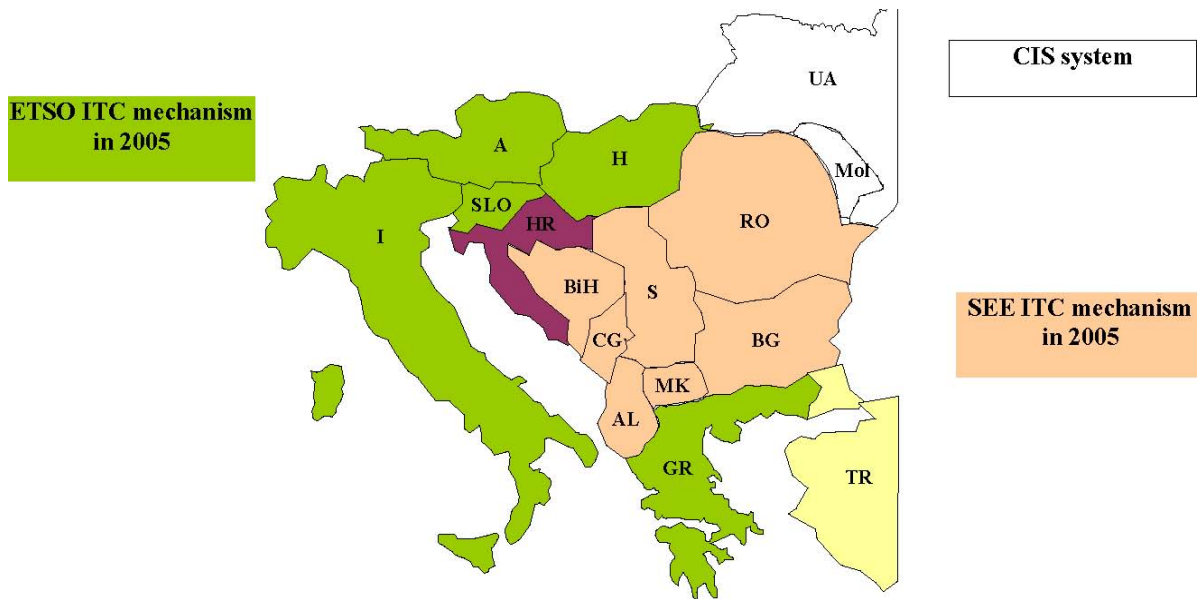 CIS system
UA
ETSO ITC mechanism
in 2005
A
H
Mol
SLO
HR
RO
I
BiH
S
SEE ITC mechanism
in 2005
CG
BG
MK
AL
GR
TR